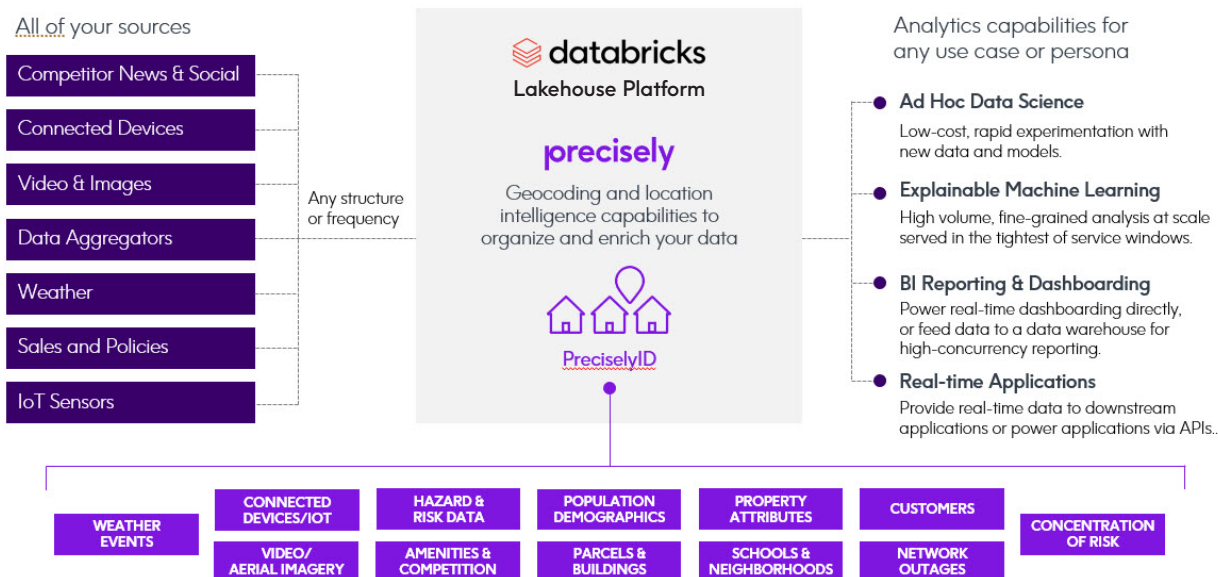 All of your sources
Competitor News & Social
Connected Devices
Video & Images
Data Aggregators
Weather
Sales and Policies
IoT Sensors
Any structure
or frequency
databricks
Lakehouse Platform
precisely
Geocoding and location
intelligence capabilities to
organize and enrich your data
PreciselyID
Analytics capabilities for
any use case or persona
Ad Hoc Data Science
Low-cost, rapid experimentation with
new data and models.
Explainable Machine Learning
High volume, fine-grained analysis at scale
served in the tightest of service windows.
BI Reporting & Dashboarding
Power real-time dashboarding directly,
or feed data to a data warehouse for
high-concurrency reporting.
Real-time Applications
Provide real-time data to downstream
applications or power applications via APIs..
WEATHER
EVENTS
CONNECTED
DEVICES/IOT
VIDEO/
AERIAL IMAGERY
HAZARD &
RISK DATA
AMENITIES &
COMPETITION
POPULATION
DEMOGRAPHICS
PARCELS &
BUILDINGS
PROPERTY
ATTRIBUTES
SCHOOLS &
NEIGHBORHOODS
CUSTOMERS
NETWORK
OUTAGES
CONCENTRATION
OF RISK